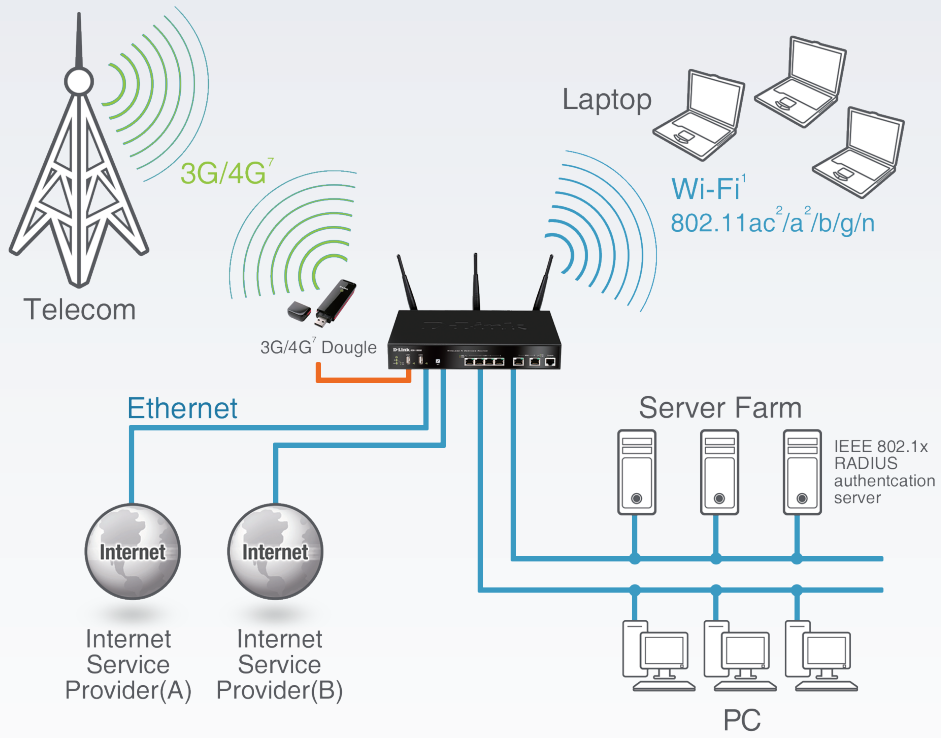 Laptop
3G/4G⁷
Wi-Fi¹
802.11ac²/a²/b/g/n
Telecom
3G/4G⁷ Dougle
D-Link
Ethernet
Server Farm
IEEE 802.1x
RADIUS
authentcation
server
Internet
Internet
Internet
Service
Provider(A)
Internet
Service
Provider(B)
PC